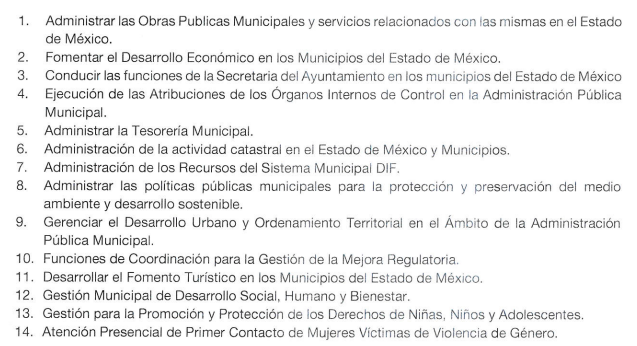 1. Administrar las Obras Publicas Municipales y servicios relacionados con las mismas en el Estado
de México.
2. Fomentar el Desarrollo Económico en los Municipios del Estado de México.
3. Conducir las funciones de la Secretaria del Ayuntamiento en los municipios del Estado de México
4. Ejecución de las Atribuciones de los Órganos Internos de Control en la Administración Pública
Municipal.
5. Administrar la Tesorería Municipal.
6. Administración de la actividad catastral en el Estado de México y Municipios.
7. Administración de los Recursos del Sistema Municipal DIF.
8. Administrar las políticas públicas municipales para la protección y preservación del medio
ambiente y desarrollo sostenible.
9. Gerenciar el Desarrollo Urbano y Ordenamiento Territorial en el Ámbito de la Administración
Pública Municipal.
10. Funciones de Coordinación para la Gestión de la Mejora Regulatoria.
11. Desarrollar el Fomento Turístico en los Municipios del Estado de México.
12. Gestión Municipal de Desarrollo Social, Humano y Bienestar.
13. Gestión para la Promoción y Protección de los Derechos de Niñas, Niños y Adolescentes.
14. Atención Presencial de Primer Contacto de Mujeres Víctimas de Violencia de Género.